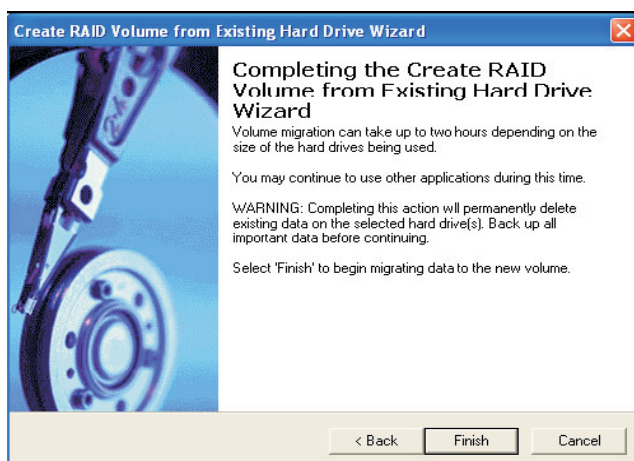 Create RAID Volume from Existing Hard Drive Wizard
Completing the Create RAID
Volume from Existing Hard Drive
Wizard
Volume migration can take up to two hours depending on the
size of the hard drives being used.
You may continue to use other applications during this time.
WARNING: Completing this action will permanently delete
existing data on the selected hard drive(s). Back up all
important data before continuing.
Select 'Finish' to begin migrating data to the new volume.
< Back
Finish
Cancel